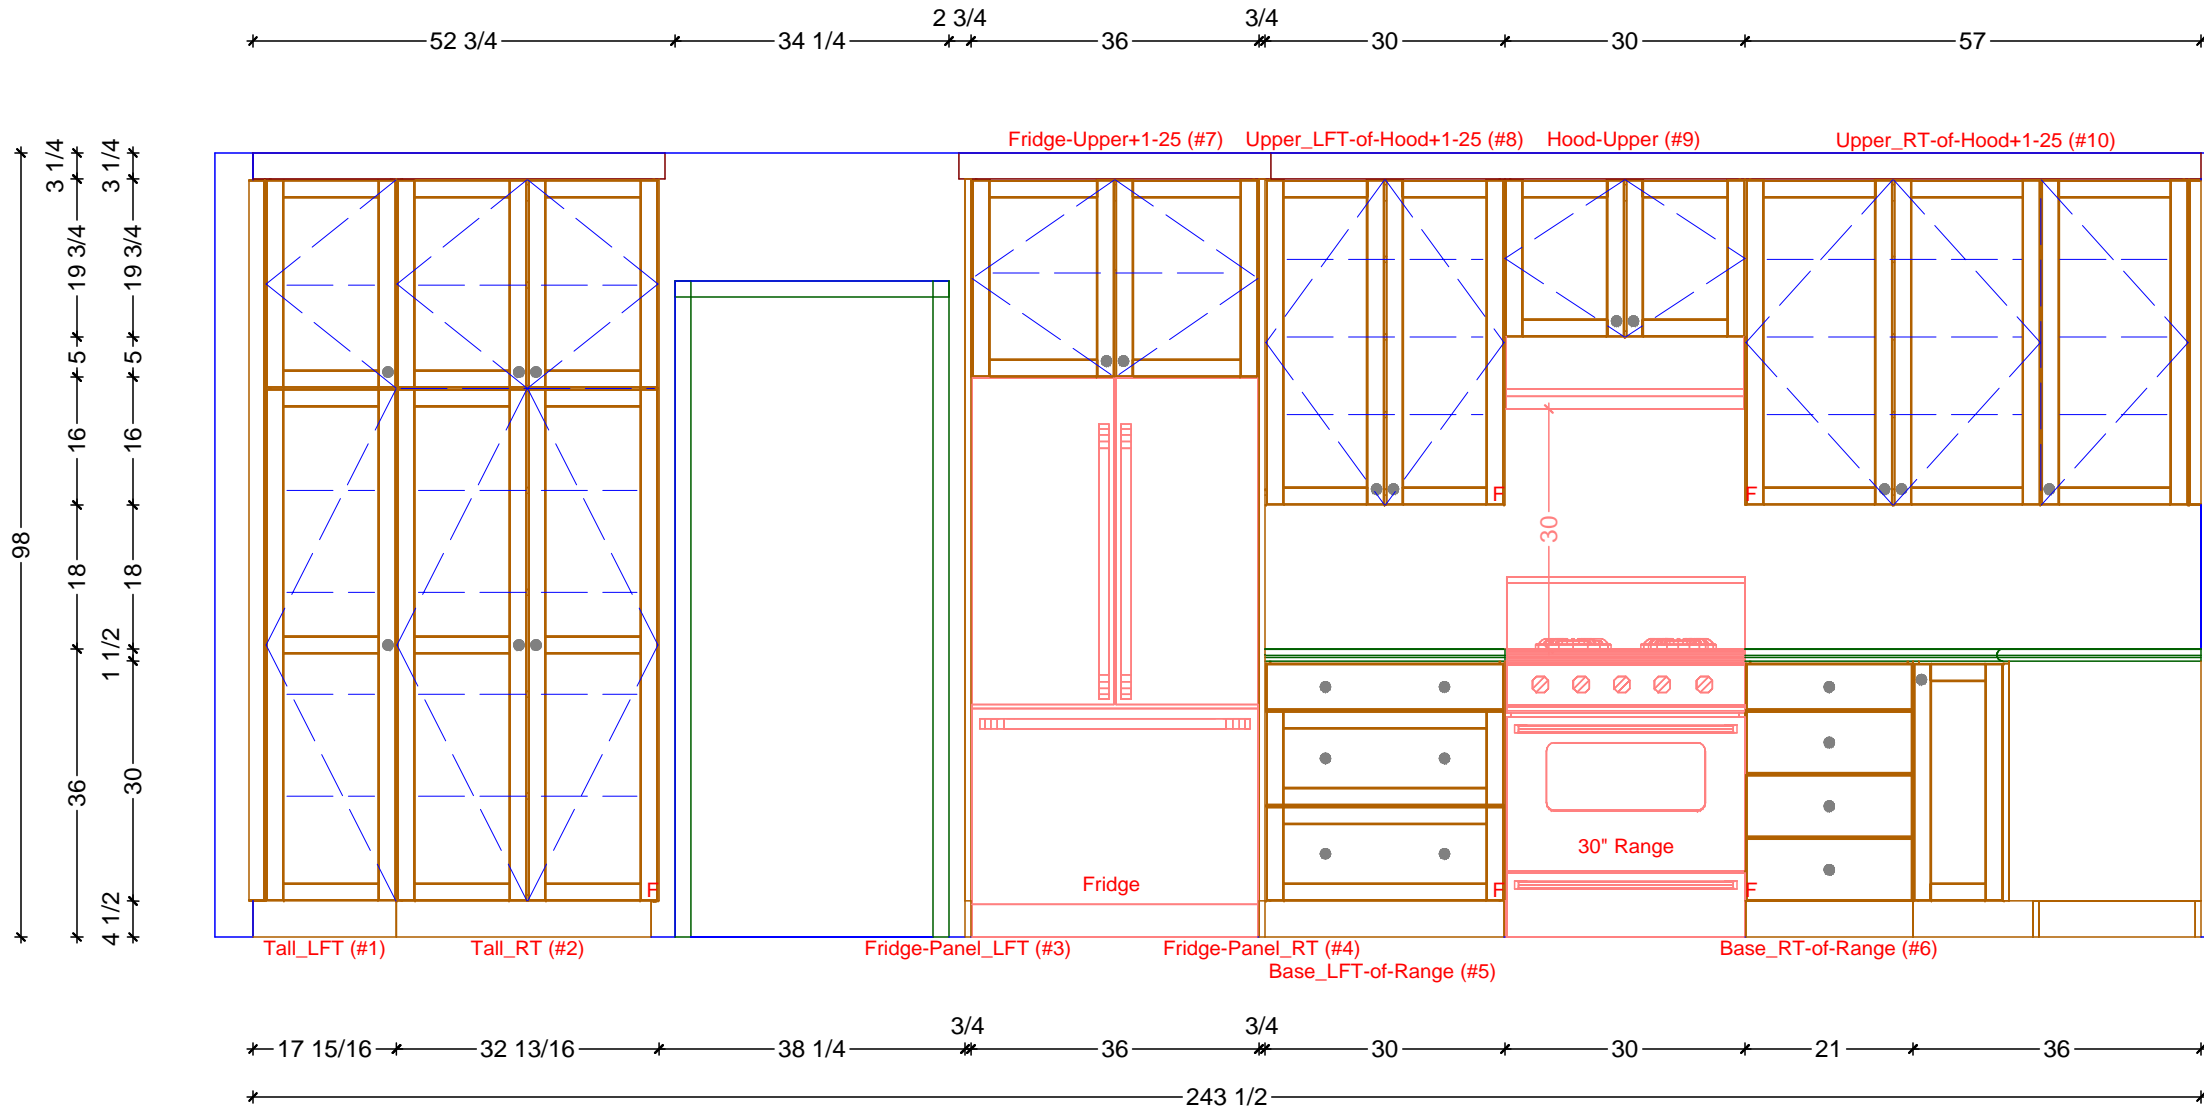 2 3/4 3/4
52 3/4 34 1/4 36 30 30 57
Fridge-Upper+1-25 (#7) Upper_LFT-of-Hood+1-25 (#8) Hood-Upper (#9) Upper_RT-of-Hood+1-25 (#10)
3 1/4 3 1/4
19 3/4 19 3/4
5 5
16 16
F F
98
30
18 18
1 1/2
36 30
30" Range
Fridge
F F F
4 1/2
Tall_LFT (#1) Tall_RT (#2) Fridge-Panel_LFT (#3) Fridge-Panel_RT (#4) Base_RT-of-Range (#6)
Base_LFT-of-Range (#5)
3/4 3/4
17 15/16 32 13/16 38 1/4 36 30 30 21 36
243 1/2